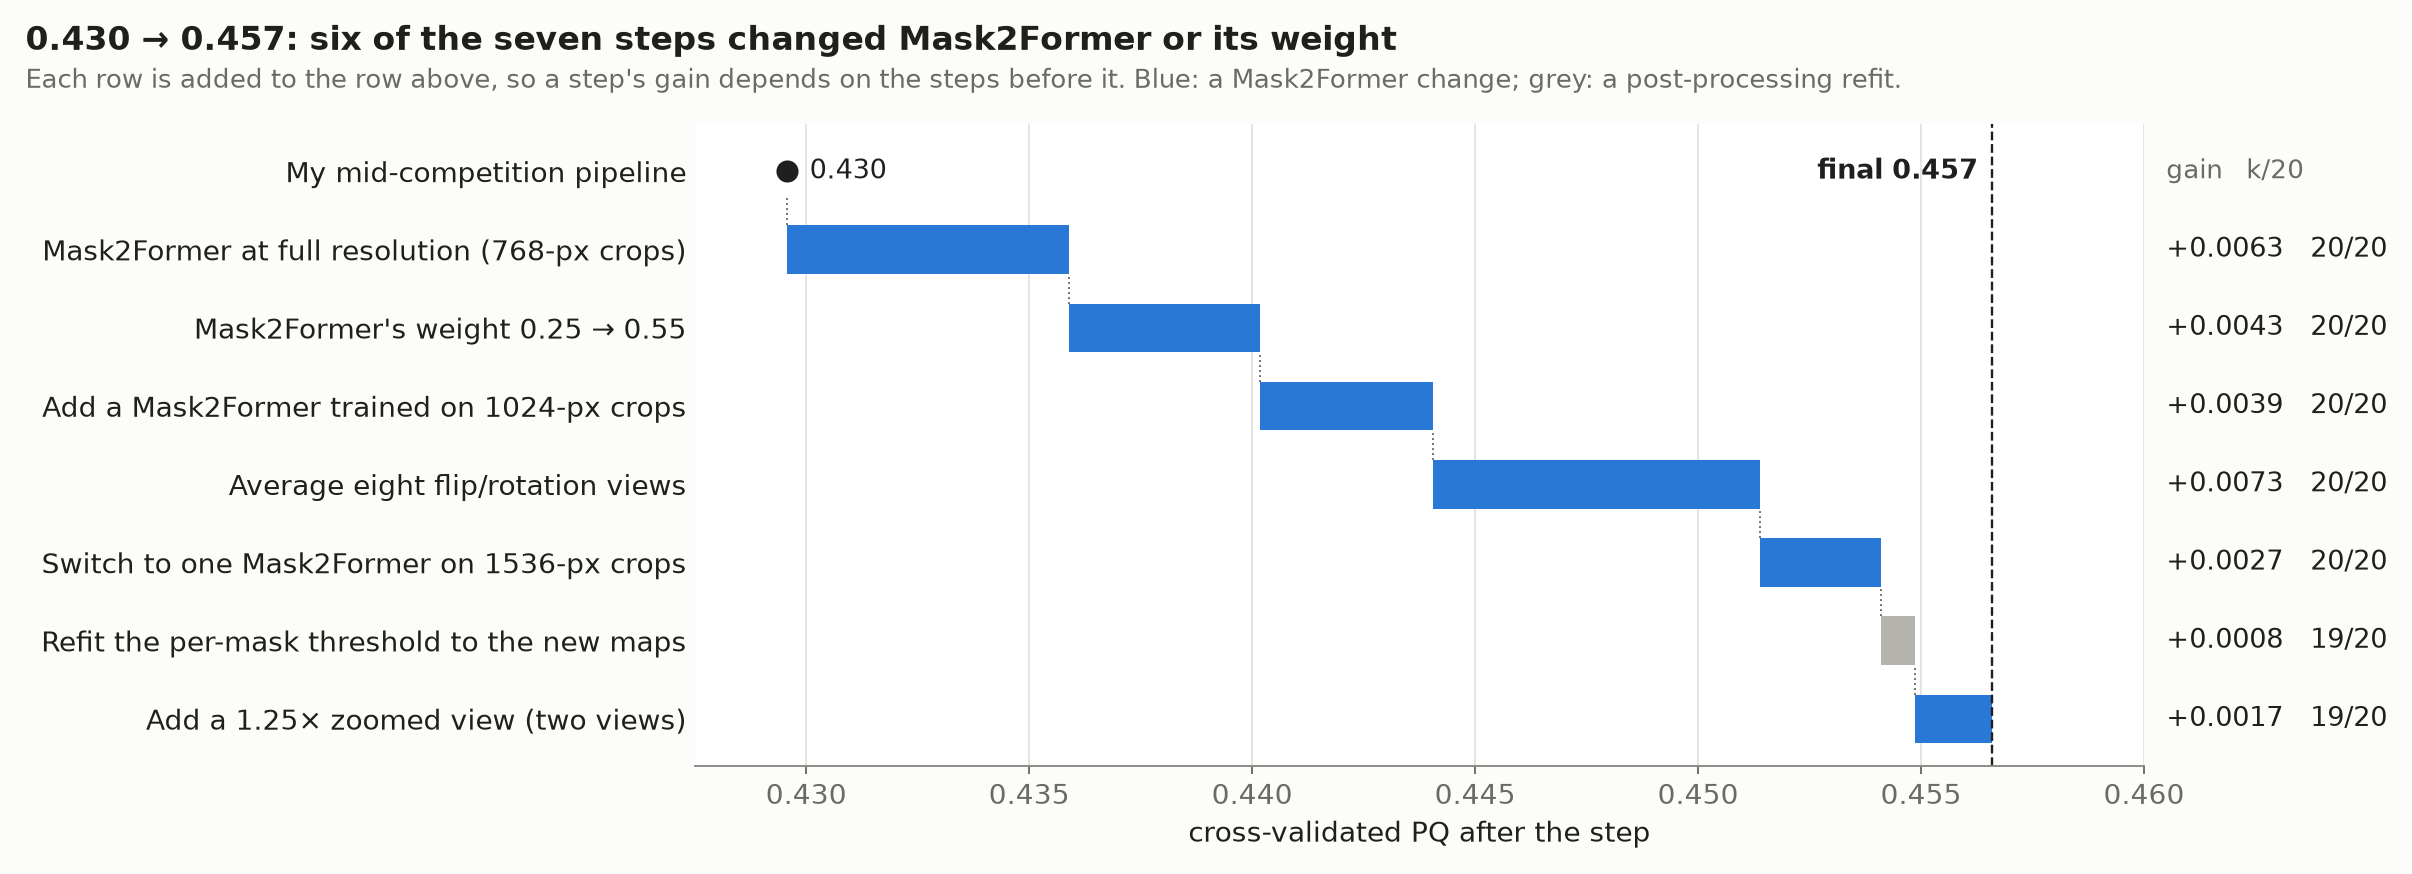 0.430 → 0.457: six of the seven steps changed Mask2Former or its weight
Each row is added to the row above, so a step's gain depends on the steps before it. Blue: a Mask2Former change; grey: a post-processing refit.
My mid-competition pipeline 0.430 final 0.457 gain k/20
Mask2Former at full resolution (768-px crops) +0.0063 20/20
Mask2Former's weight 0.25 → 0.55 +0.0043 20/20
Add a Mask2Former trained on 1024-px crops +0.0039 20/20
Average eight flip/rotation views +0.0073 20/20
Switch to one Mask2Former on 1536-px crops +0.0027 20/20
Refit the per-mask threshold to the new maps +0.0008 19/20
Add a 1.25× zoomed view (two views) +0.0017 19/20
0.430 0.435 0.440 0.445 0.450 0.455 0.460
cross-validated PQ after the step